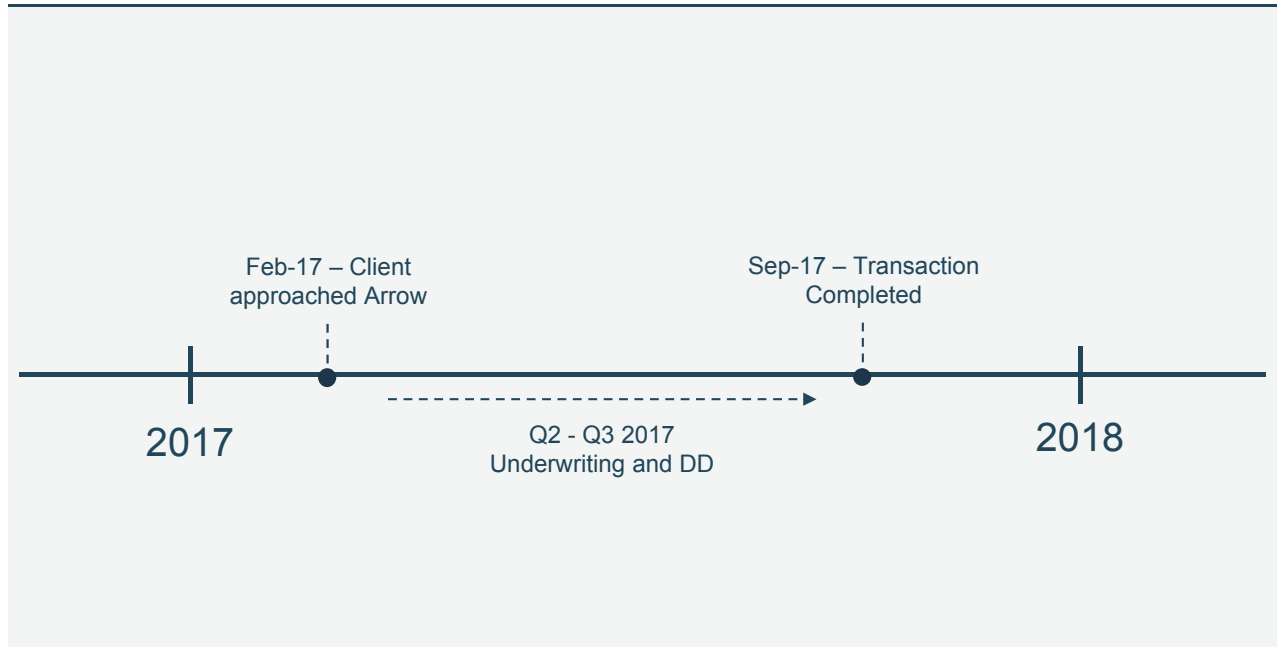 Feb-17 – Client
approached Arrow
Sep-17 – Transaction
Completed
2017
Q2 - Q3 2017
Underwriting and DD
2018